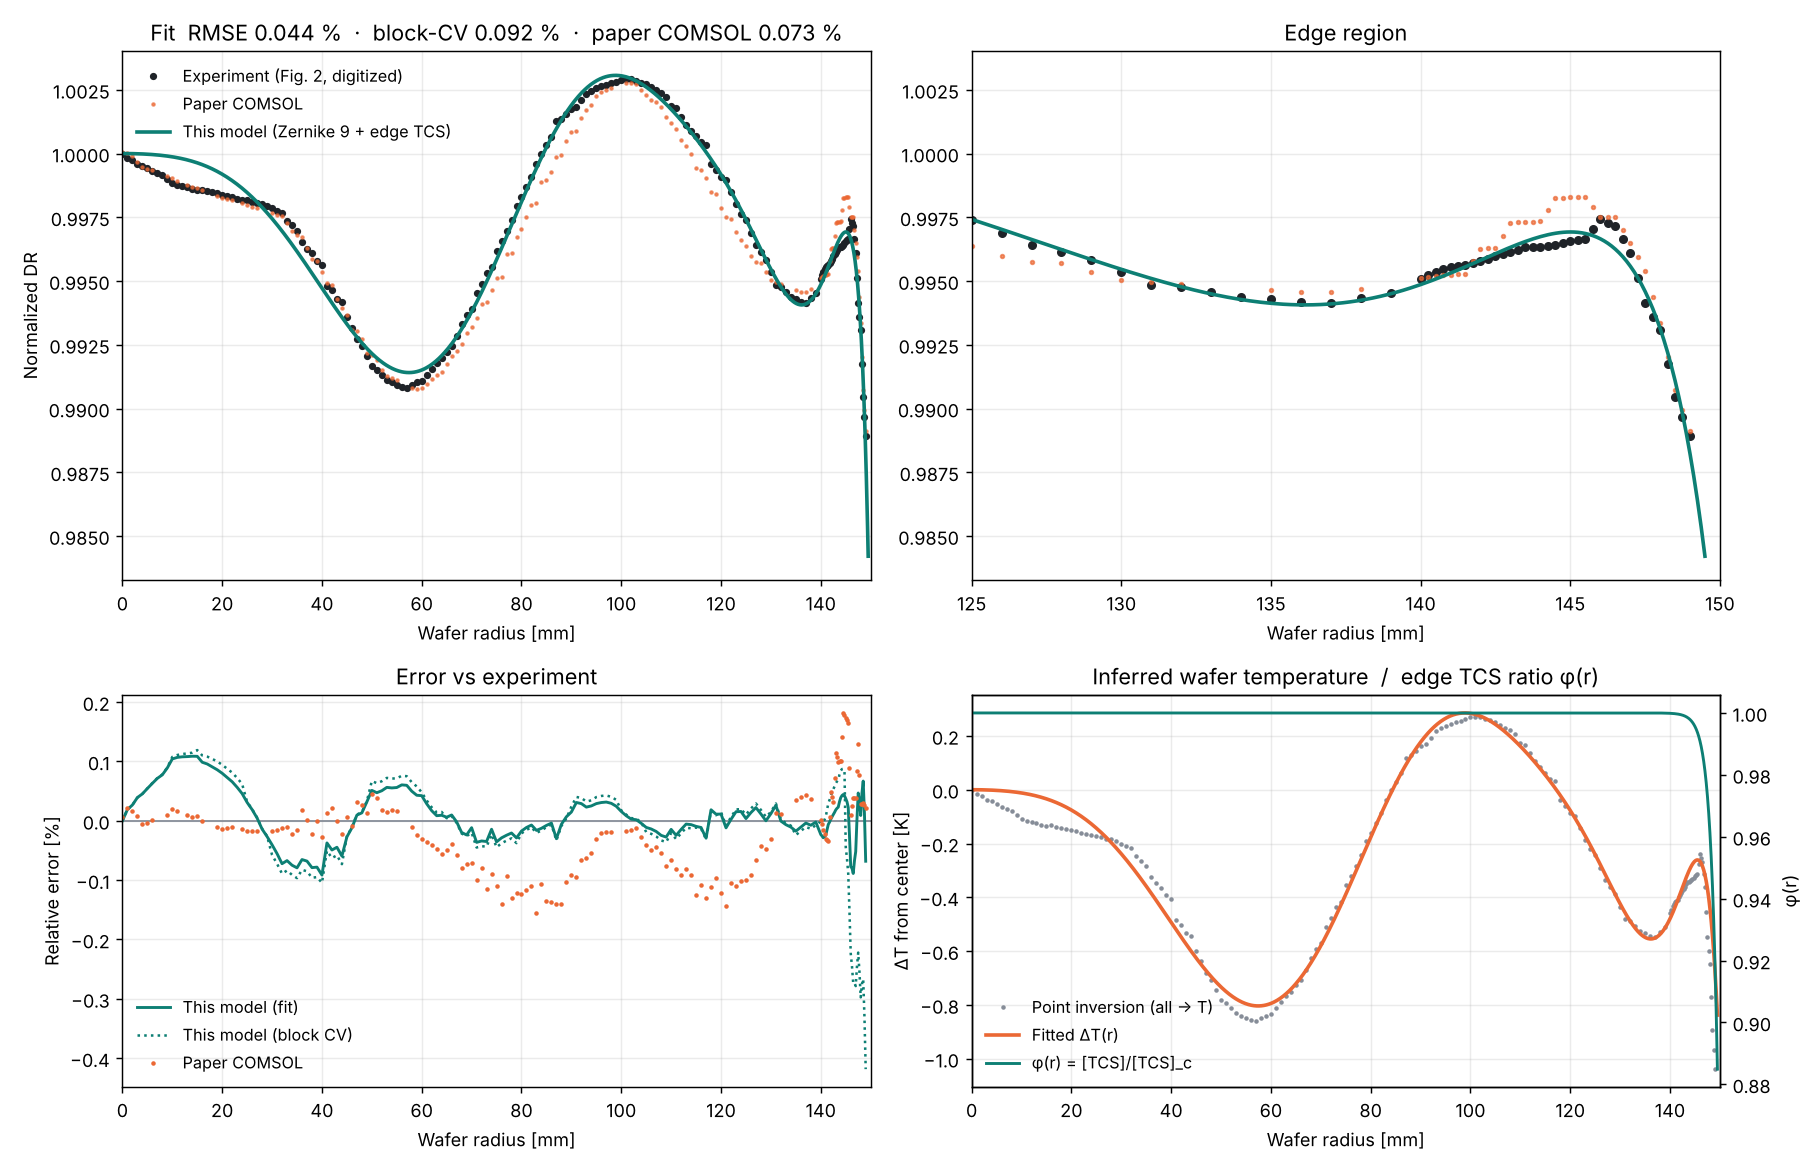 Fit  RMSE 0.044 %  ·  block-CV 0.092 %  ·  paper COMSOL 0.073 %
Experiment (Fig. 2, digitized)
Paper COMSOL
This model (Zernike 9 + edge TCS)
Normalized DR
1.0025
1.0000
0.9975
0.9950
0.9925
0.9900
0.9875
0.9850
0 20 40 60 80 100 120 140
Wafer radius [mm]
Edge region
1.0025
1.0000
0.9975
0.9950
0.9925
0.9900
0.9875
0.9850
125 130 135 140 145 150
Wafer radius [mm]
Error vs experiment
Relative error [%]
0.2
0.1
0.0
−0.1
−0.2
−0.3
−0.4
This model (fit)
This model (block CV)
Paper COMSOL
0 20 40 60 80 100 120 140
Wafer radius [mm]
Inferred wafer temperature  /  edge TCS ratio φ(r)
ΔT from center [K]
0.2
0.0
−0.2
−0.4
−0.6
−0.8
−1.0
Point inversion (all → T)
Fitted ΔT(r)
φ(r) = [TCS]/[TCS]_c
1.00
0.98
0.96
0.94
0.92
0.90
0.88
φ(r)
0 20 40 60 80 100 120 140
Wafer radius [mm]